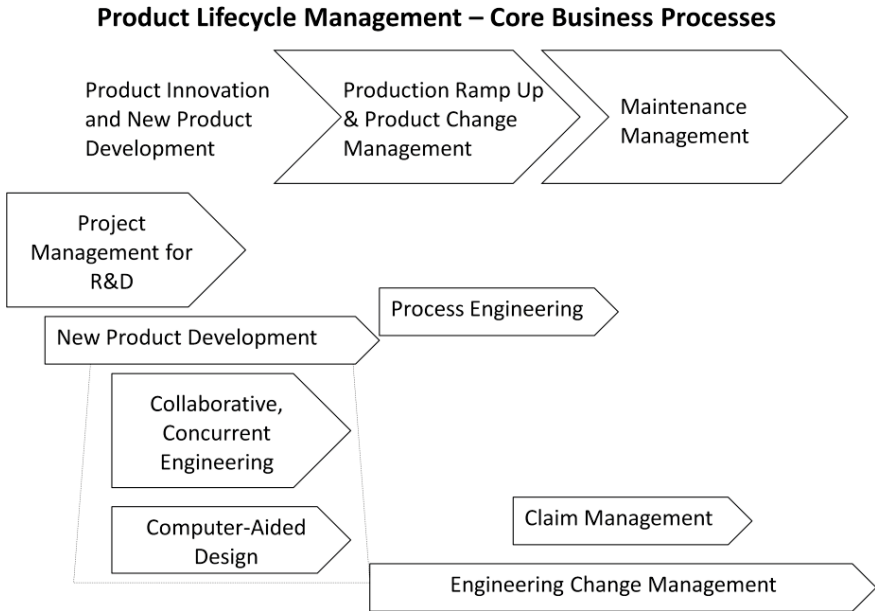 Product Lifecycle Management – Core Business Processes
Product Innovation
and New Product
Development
Production Ramp Up
& Product Change
Management
Maintenance
Management
Project
Management for
R&D
Process Engineering
New Product Development
Collaborative,
Concurrent
Engineering
Computer-Aided
Design
Claim Management
Engineering Change Management